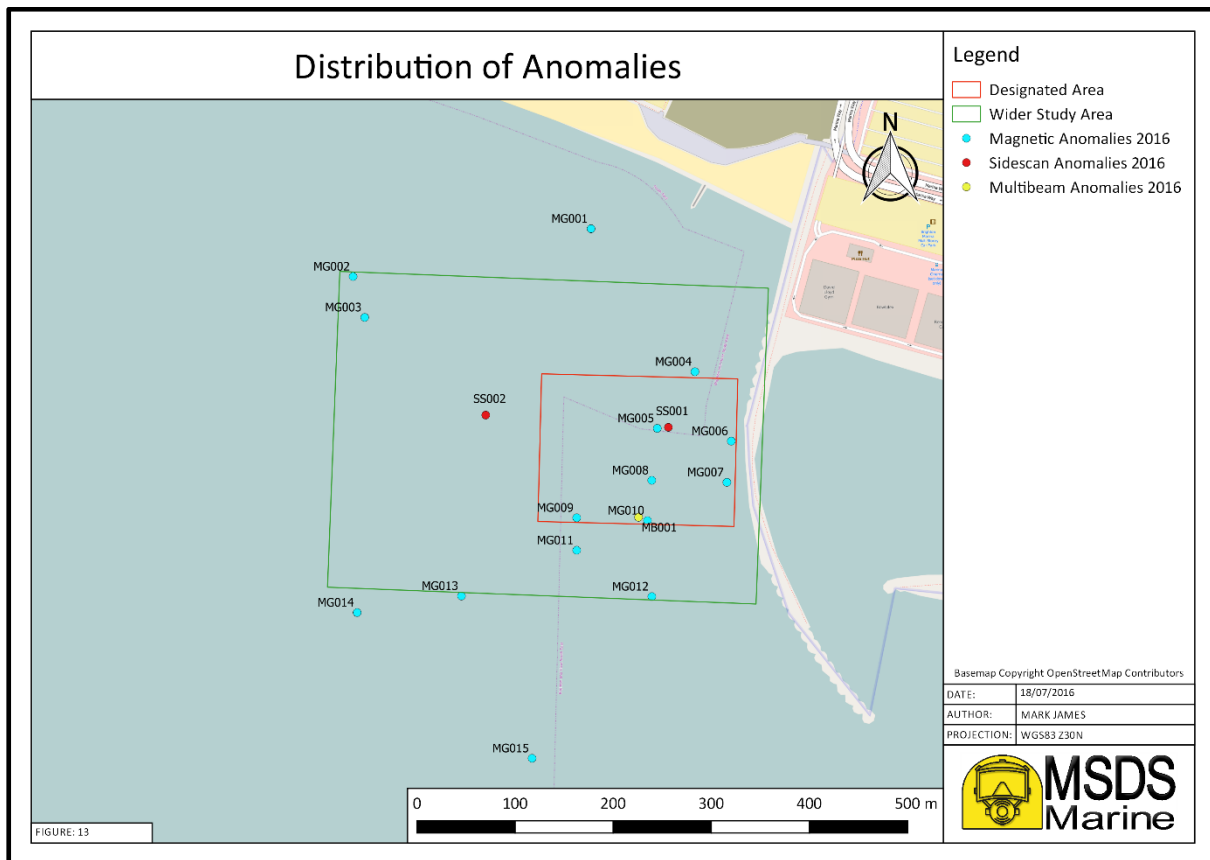 Distribution of Anomalies
Legend
Designated Area
Wider Study Area
Magnetic Anomalies 2016
Sidescan Anomalies 2016
Multibeam Anomalies 2016
N
MG001
MG002
MG003
MG004
SS002
MG005
SS001
MG006
MG008
MG007
MG009
MG010
MB001
MG011
MG013
MG012
MG014
MG015
0 100 200 300 400 500 m
Basemap Copyright OpenStreetMap Contributors
DATE: 18/07/2016
AUTHOR: MARK JAMES
PROJECTION: WGS83 Z30N
MSDS
Marine
FIGURE: 13